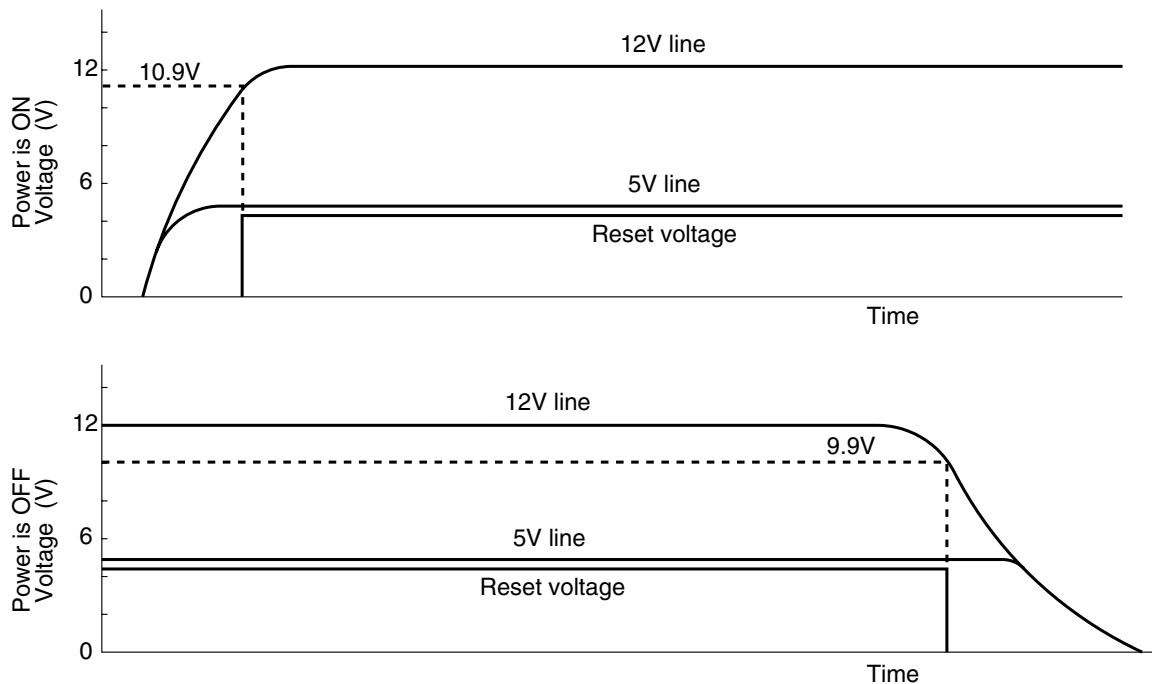 Power is ON
Voltage (V)
12
6
0
10.9V
12V line
5V line
Reset voltage
Time
Power is OFF
Voltage (V)
12
6
0
12V line
9.9V
5V line
Reset voltage
Time